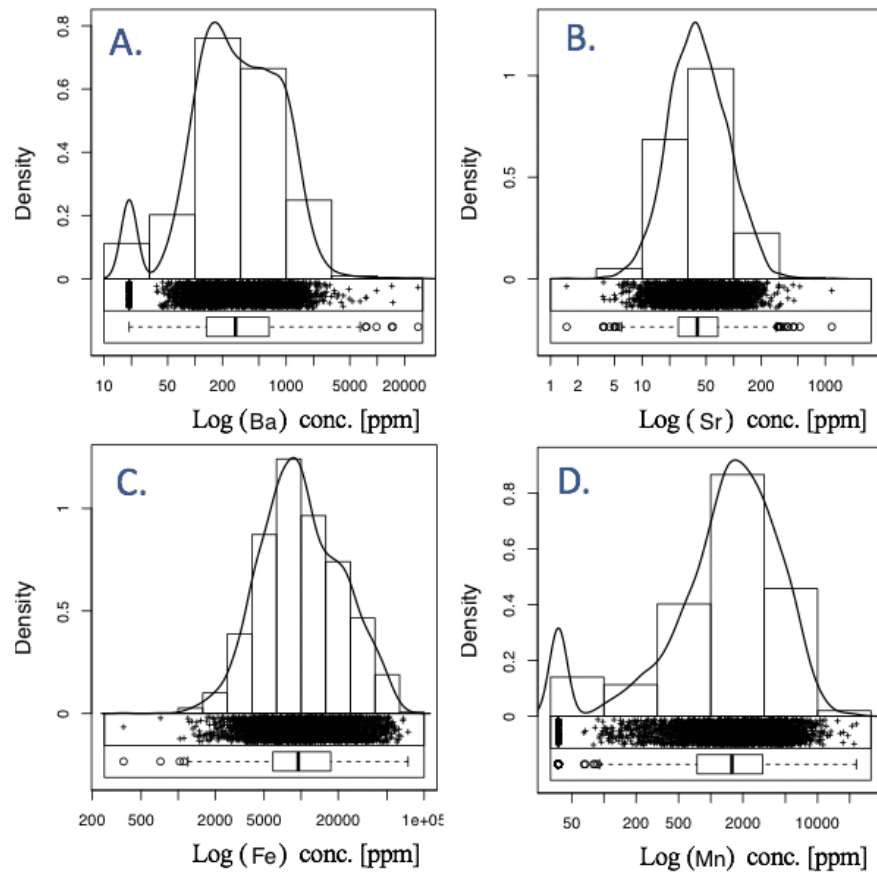 A.
Density
0 0.2 0.4 0.6 0.8
10 50 200 1000 5000 20000
Log (Ba) conc. [ppm]
B.
Density
0 0.5 1
1 2 5 10 50 200 1000
Log (Sr) conc. [ppm]
C.
Density
0 0.5 1
200 500 2000 5000 20000 1e+05
Log (Fe) conc. [ppm]
D.
Density
0 0.2 0.4 0.6 0.8
50 200 500 2000 10000
Log (Mn) conc. [ppm]